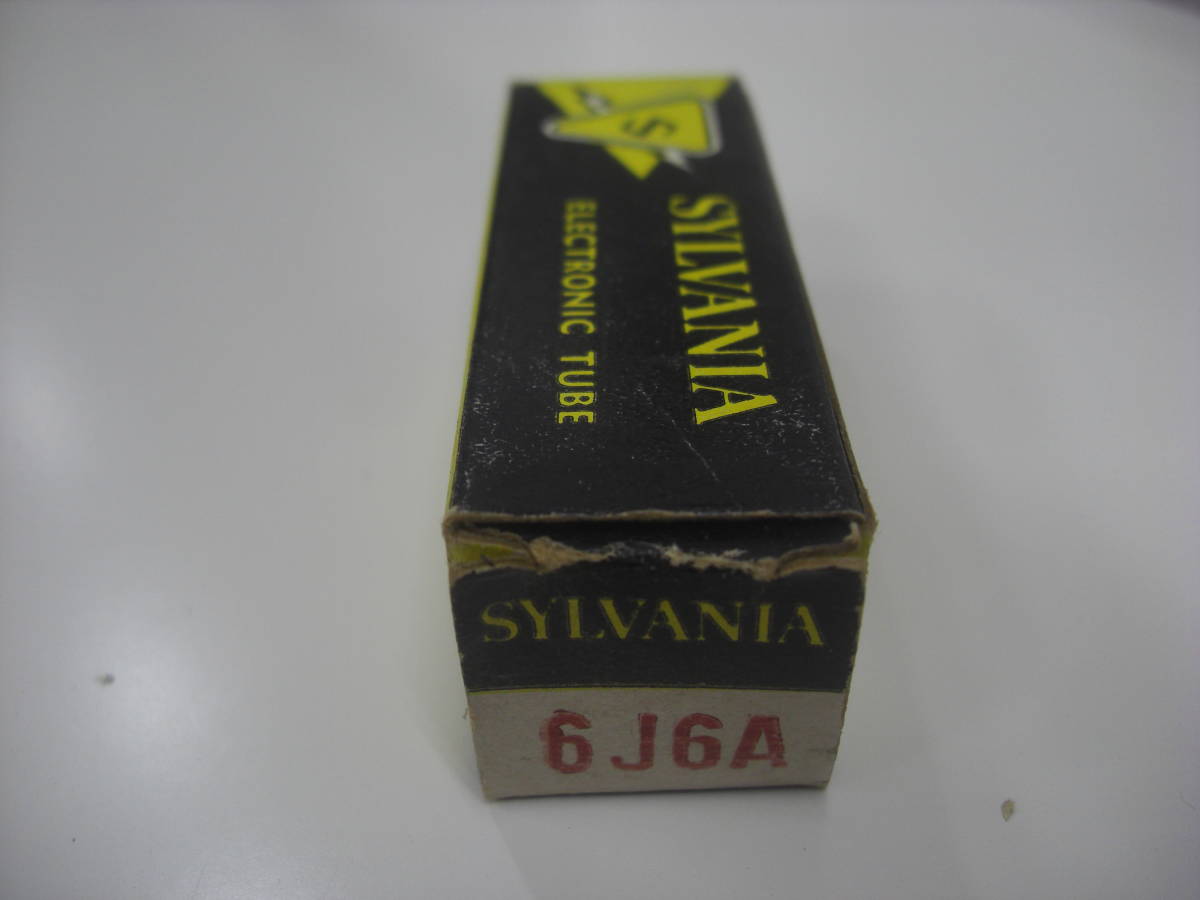 S
SYLVANIA
ELECTRONIC TUBE
SYLVANIA
6J6A